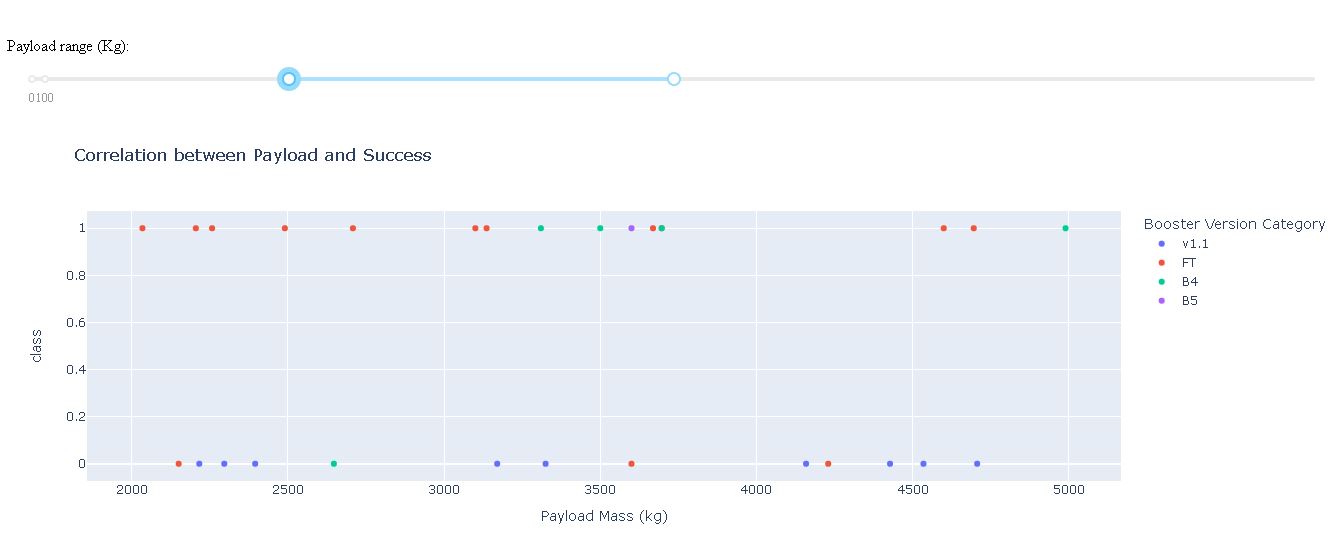 Payload range (Kg):
0100
Correlation between Payload and Success
Booster Version Category
v1.1
FT
B4
B5
class
1
0.8
0.6
0.4
0.2
0
2000 2500 3000 3500 4000 4500 5000
Payload Mass (kg)